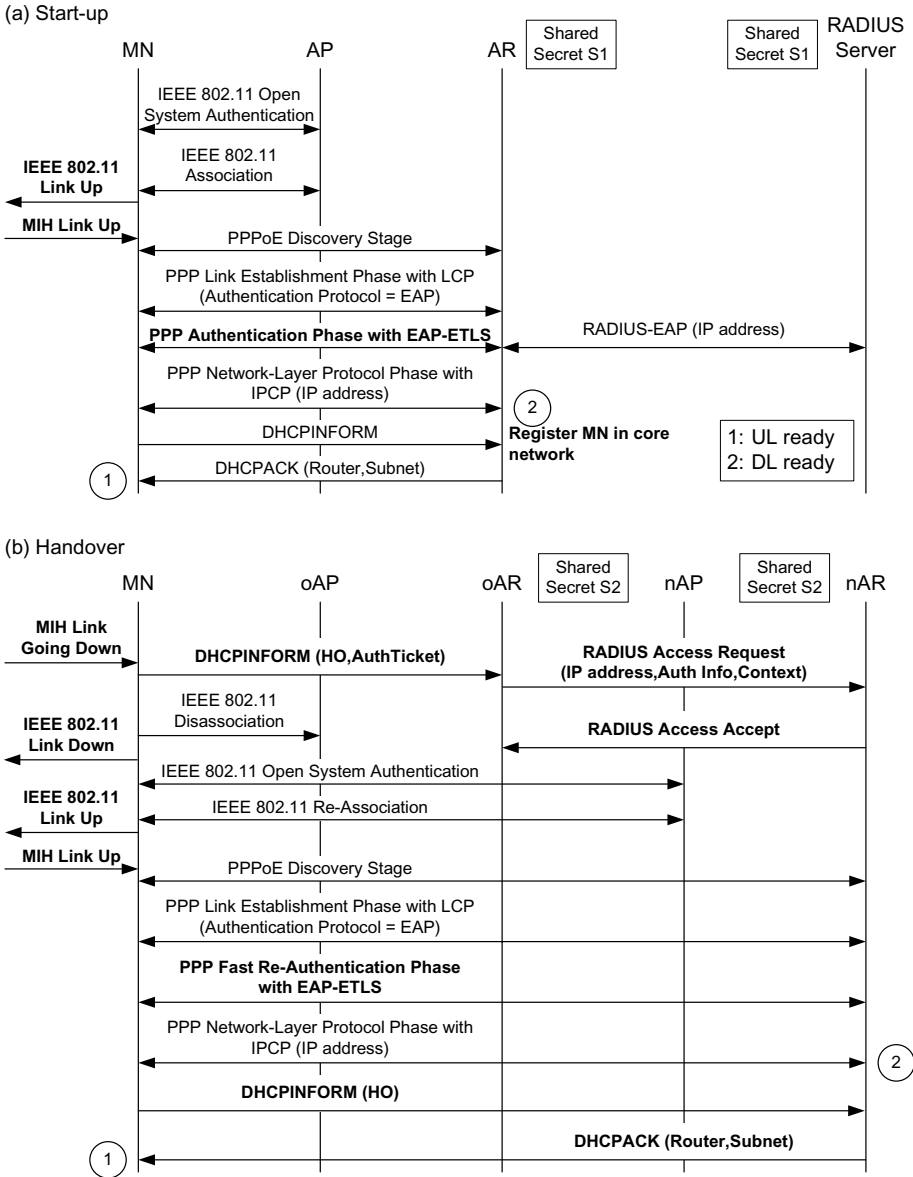 (a) Start-up
MN
AP
AR
Shared
Secret S1
Shared
Secret S1
RADIUS
Server
IEEE 802.11 Open
System Authentication
IEEE 802.11
Association
IEEE 802.11
Link Up
MIH Link Up
PPPoE Discovery Stage
PPP Link Establishment Phase with LCP
(Authentication Protocol = EAP)
PPP Authentication Phase with EAP-ETLS
RADIUS-EAP (IP address)
PPP Network-Layer Protocol Phase with
IPCP (IP address)
2
DHCPINFORM
Register MN in core
network
1: UL ready
2: DL ready
DHCPACK (Router,Subnet)
1
(b) Handover
MN
oAP
oAR
Shared
Secret S2
nAP
Shared
Secret S2
nAR
MIH Link
Going Down
DHCPINFORM (HO,AuthTicket)
RADIUS Access Request
(IP address,Auth Info,Context)
IEEE 802.11
Disassociation
IEEE 802.11
Link Down
RADIUS Access Accept
IEEE 802.11 Open System Authentication
IEEE 802.11
Link Up
IEEE 802.11 Re-Association
MIH Link Up
PPPoE Discovery Stage
PPP Link Establishment Phase with LCP
(Authentication Protocol = EAP)
PPP Fast Re-Authentication Phase
with EAP-ETLS
PPP Network-Layer Protocol Phase with
IPCP (IP address)
2
DHCPINFORM (HO)
DHCPACK (Router,Subnet)
1